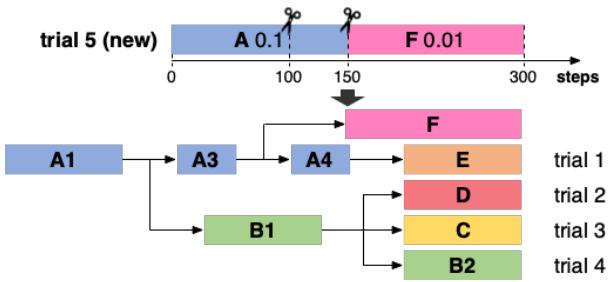 trial 5 (new) A 0.1 F 0.01
0 100 150 300 steps
F
A1 A3 A4 E trial 1
D trial 2
B1 C trial 3
B2 trial 4